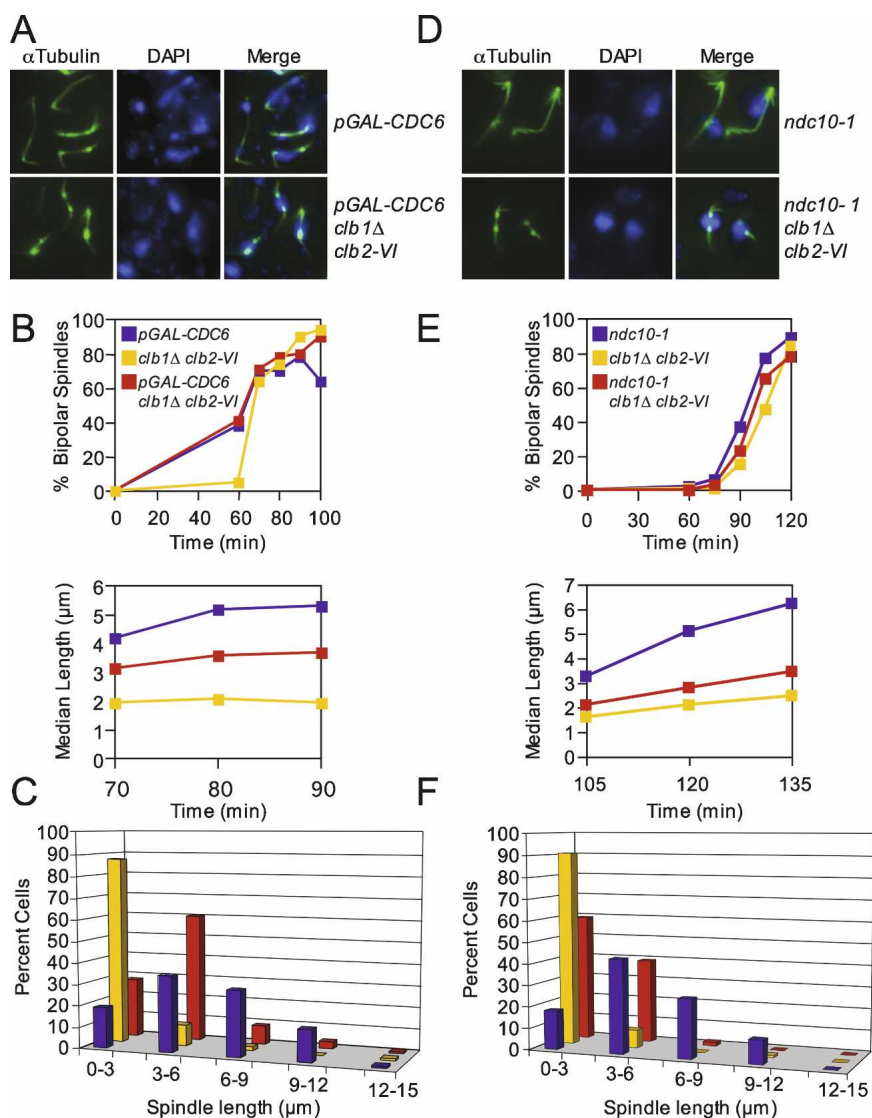 A
αTubulin DAPI Merge
pGAL-CDC6
pGAL-CDC6
clb1Δ
clb2-VI
B
% Bipolar Spindles
100
80
60
40
20
0
pGAL-CDC6
clb1Δ clb2-VI
pGAL-CDC6
clb1Δ clb2-VI
0 20 40 60 80 100
Time (min)
Median Length (µm)
6
5
4
3
2
1
0
70 80 90
Time (min)
C
Percent Cells
100
90
80
70
60
50
40
30
20
10
0
0-3 3-6 6-9 9-12 12-15
Spindle length (µm)
D
αTubulin DAPI Merge
ndc10-1
ndc10-1
clb1Δ
clb2-VI
E
% Bipolar Spindles
100
80
60
40
20
0
ndc10-1
clb1Δ clb2-VI
ndc10-1
clb1Δ clb2-VI
0 30 60 90 120
Time (min)
Median Length (µm)
7
6
5
4
3
2
1
0
105 120 135
Time (min)
F
Percent Cells
100
90
80
70
60
50
40
30
20
10
0
0-3 3-6 6-9 9-12 12-15
Spindle length (µm)